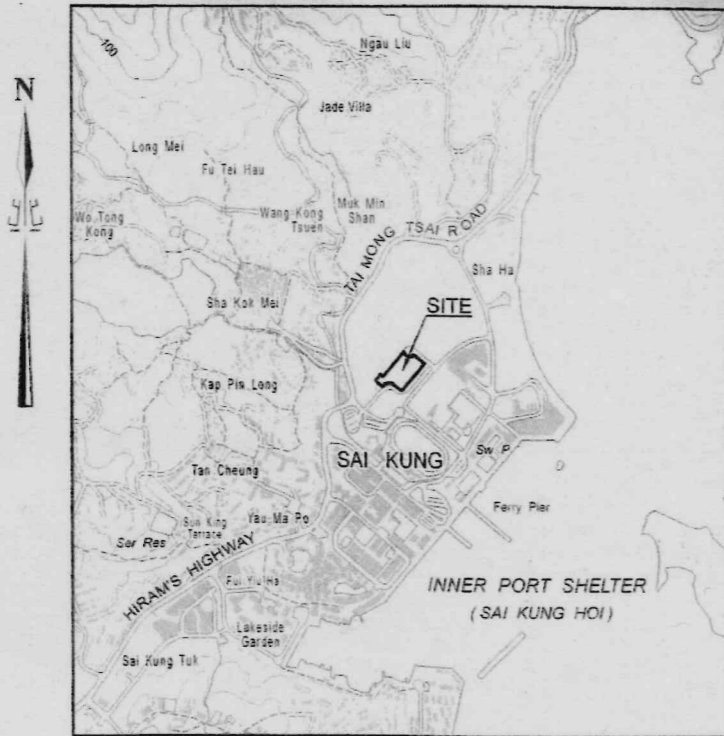 N
100
Ngau Liu
Jade Villa
Long Mei
Fu Tei Hau
Wo Tong
Kong
Wang Kong
Tsuen
Muk Min
Shan
TAI MONG TSAI ROAD
Sha Ha
Sha Kok Mei
SITE
Kap Pin Long
SAI KUNG
Sw P
Tan Cheung
Ferry Pier
Sun King
Terrace
Yau Ma Po
Ser Res
HIRAM'S HIGHWAY
Fui Yiu Ha
INNER PORT SHELTER
(SAI KUNG HOI)
Lakeside
Garden
Sai Kung Tuk